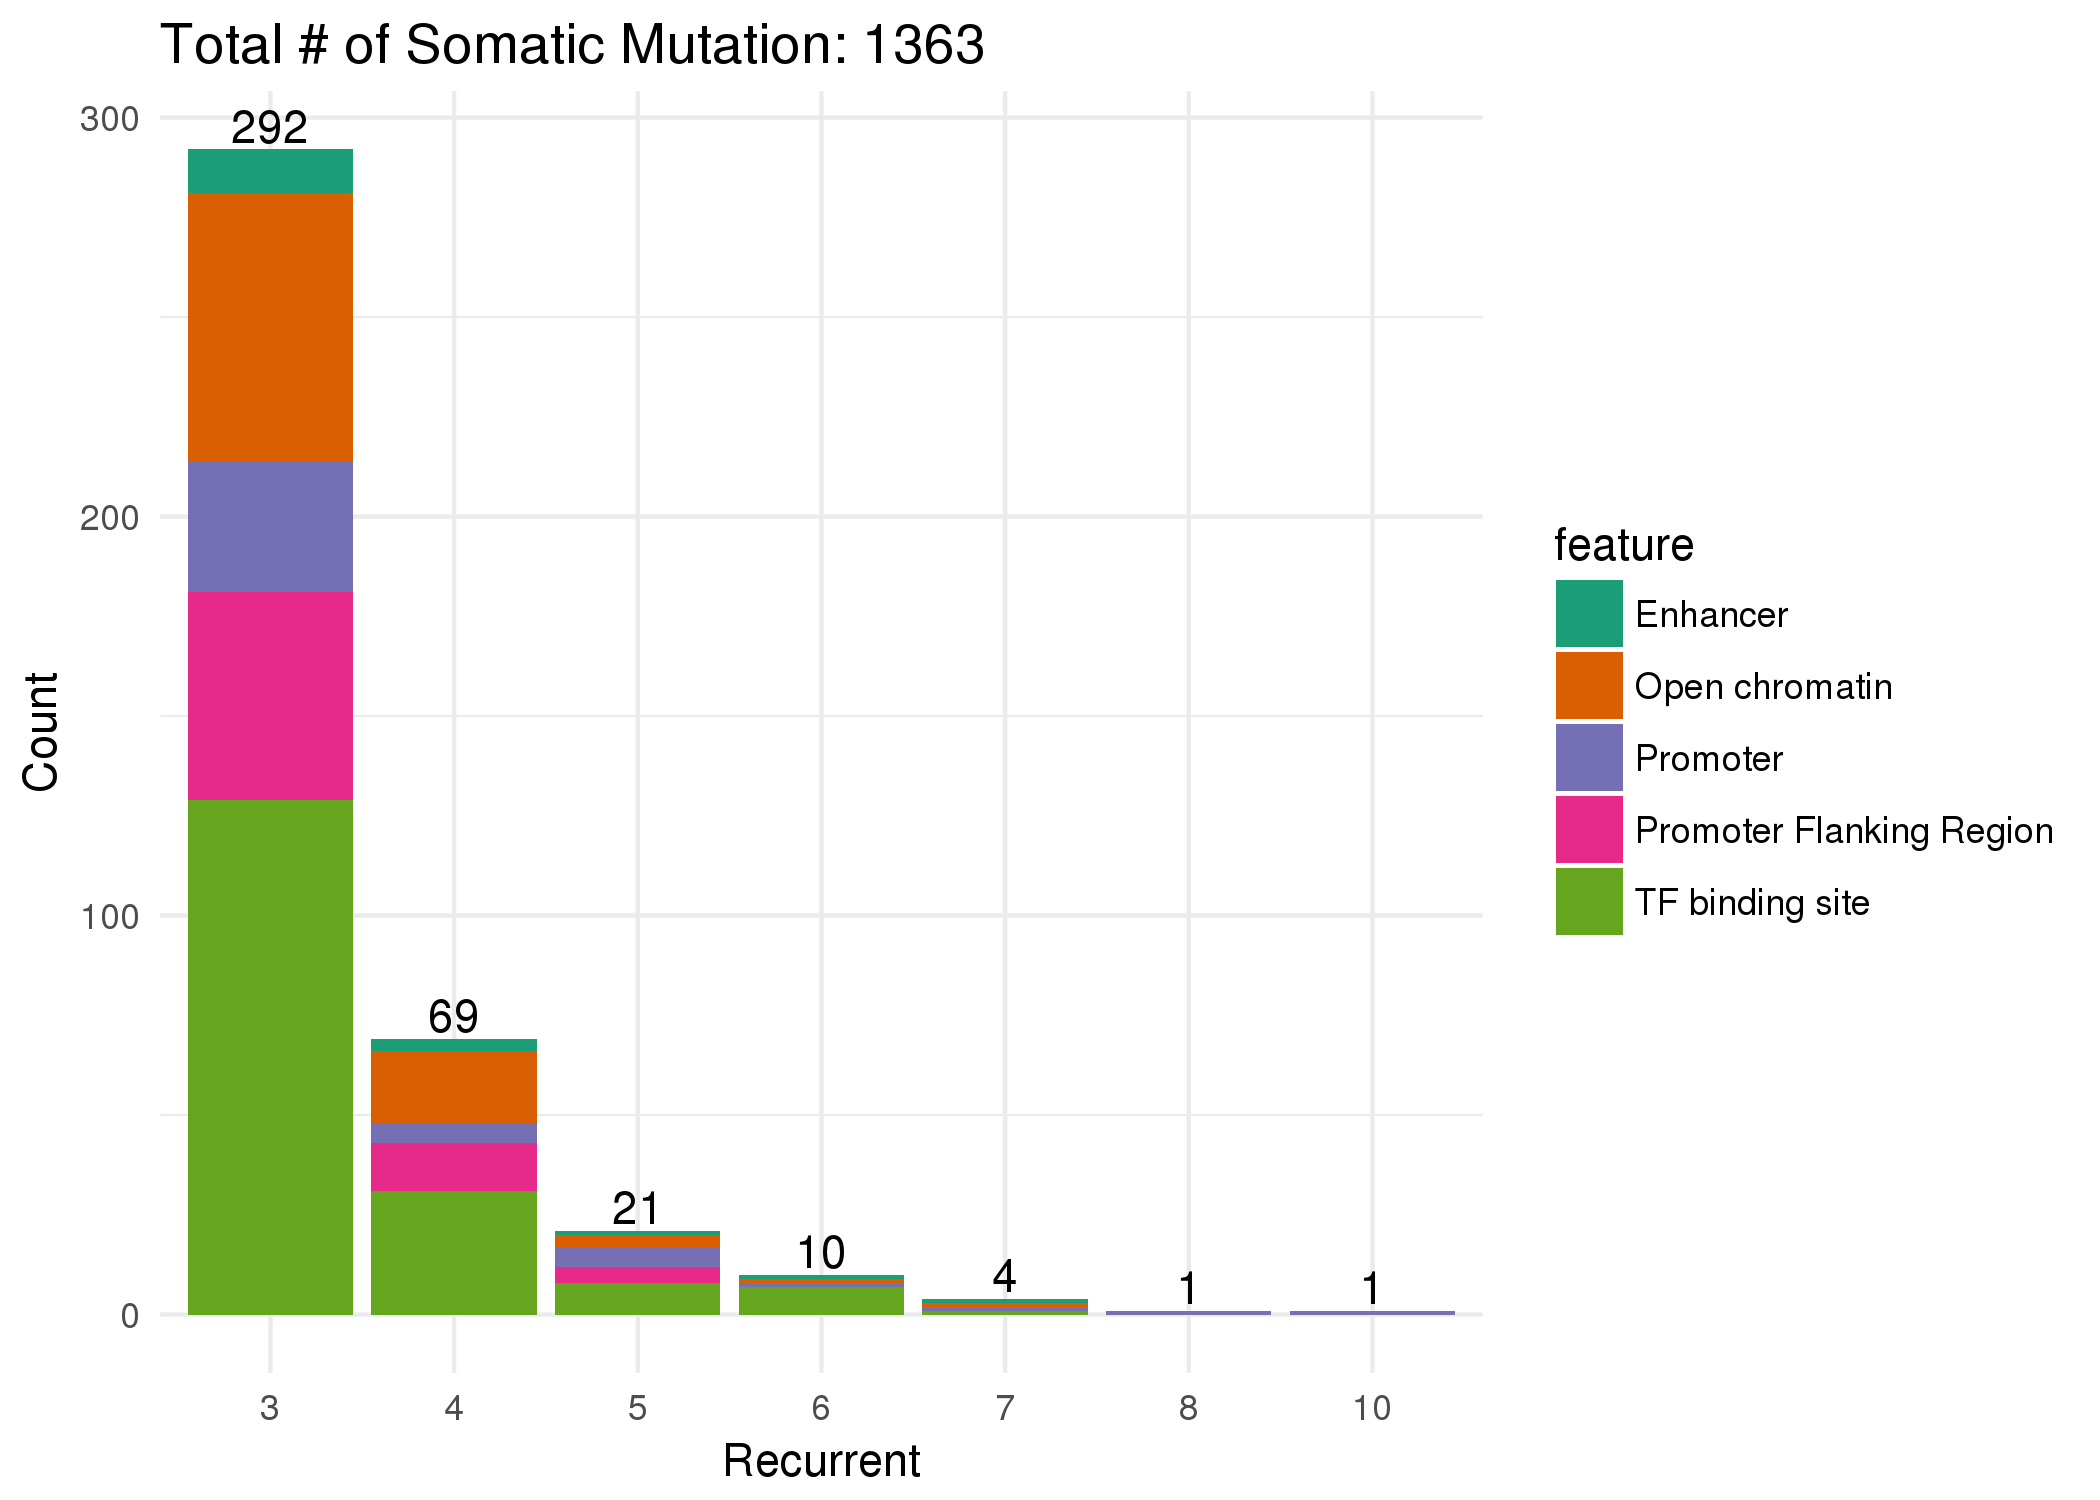 Total # of Somatic Mutation: 1363
300
292
200
100
69
21
10
4
1
1
0
3
4
5
6
7
8
10
Recurrent
Count
feature
Enhancer
Open chromatin
Promoter
Promoter Flanking Region
TF binding site